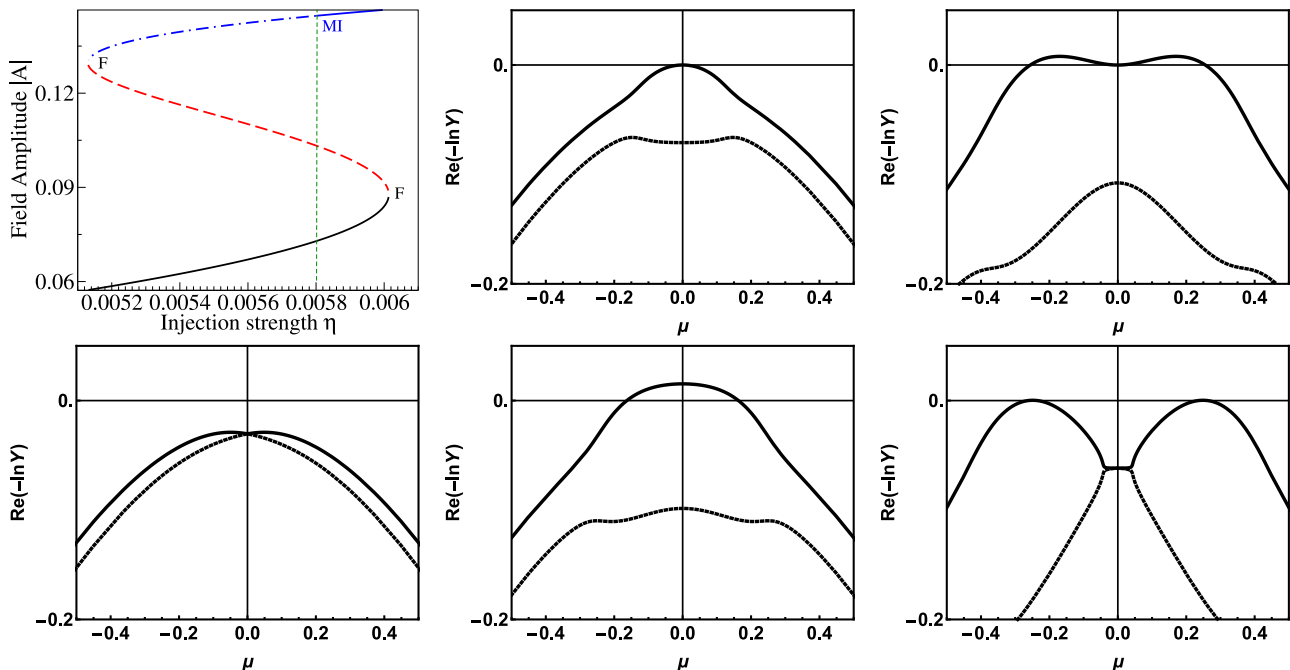 Field Amplitude |A|
0.12
0.09
0.06
F
MI
F
0.0052 0.0054 0.0056 0.0058 0.006
Injection strength η
Re(-lnY)
0.
-0.2
-0.4 -0.2 0.0 0.2 0.4
μ
Re(-lnY)
0.
-0.2
-0.4 -0.2 0.0 0.2 0.4
μ
Re(-lnY)
0.
-0.2
-0.4 -0.2 0.0 0.2 0.4
μ
Re(-lnY)
0.
-0.2
-0.4 -0.2 0.0 0.2 0.4
μ
Re(-lnY)
0.
-0.2
-0.4 -0.2 0.0 0.2 0.4
μ